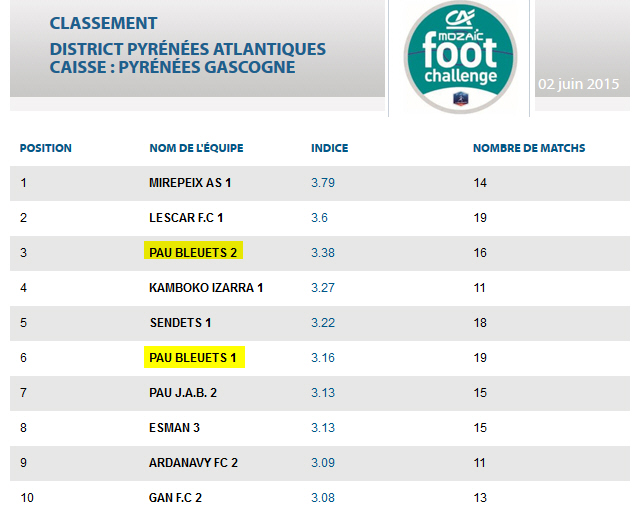 CLASSEMENT
DISTRICT PYRÉNÉES ATLANTIQUES
CAISSE : PYRÉNÉES GASCOGNE
CA
MOZAÏC
foot
challenge
02 juin 2015
POSITION NOM DE L'ÉQUIPE INDICE NOMBRE DE MATCHS
1 MIREPEIX AS 1 3.79 14
2 LESCAR F.C 1 3.6 19
3 PAU BLEUETS 2 3.38 16
4 KAMBOKO IZARRA 1 3.27 11
5 SENDETS 1 3.22 18
6 PAU BLEUETS 1 3.16 19
7 PAU J.A.B. 2 3.13 15
8 ESMAN 3 3.13 15
9 ARDANAVY FC 2 3.09 11
10 GAN F.C 2 3.08 13